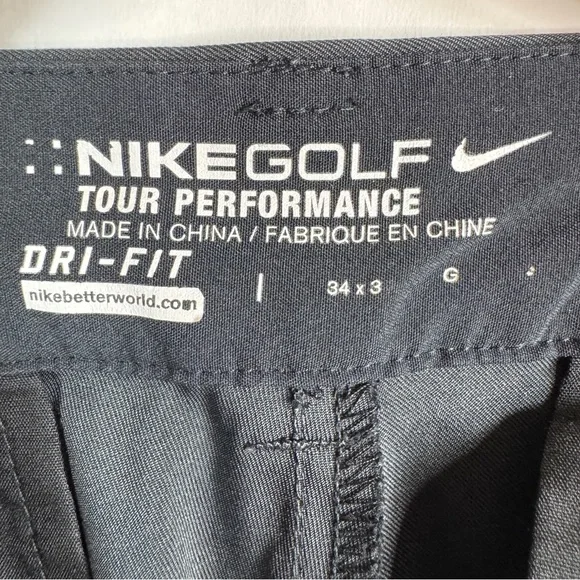 NIKEGOLF
TOUR PERFORMANCE
MADE IN CHINA / FABRIQUE EN CHINE
DRI-FIT
nikebetterworld.com
34 x 3 G